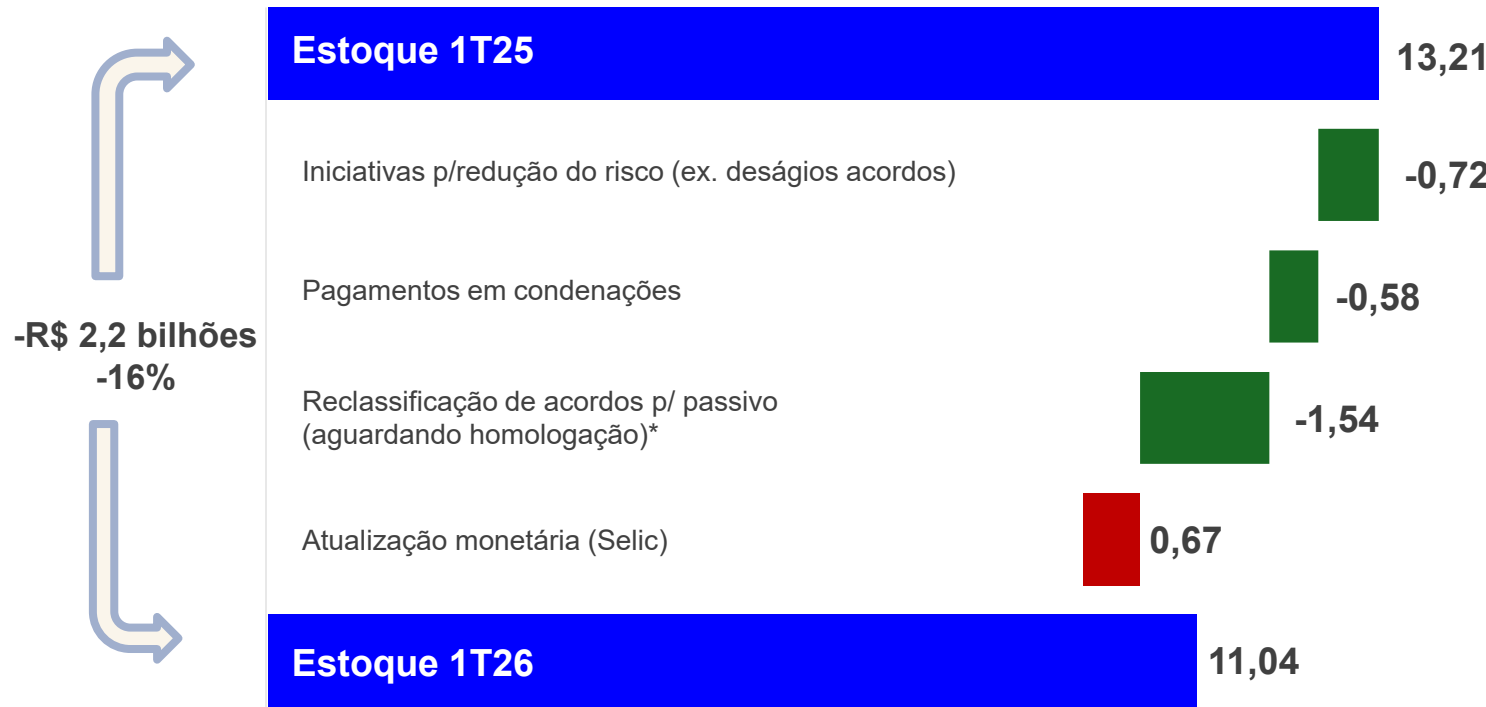 Estoque 1T25
13,21
Iniciativas p/redução do risco (ex. deságios acordos)
-0,72
Pagamentos em condenações
-0,58
-R$ 2,2 bilhões
-16%
Reclassificação de acordos p/ passivo
(aguardando homologação)*
-1,54
Atualização monetária (Selic)
0,67
Estoque 1T26
11,04